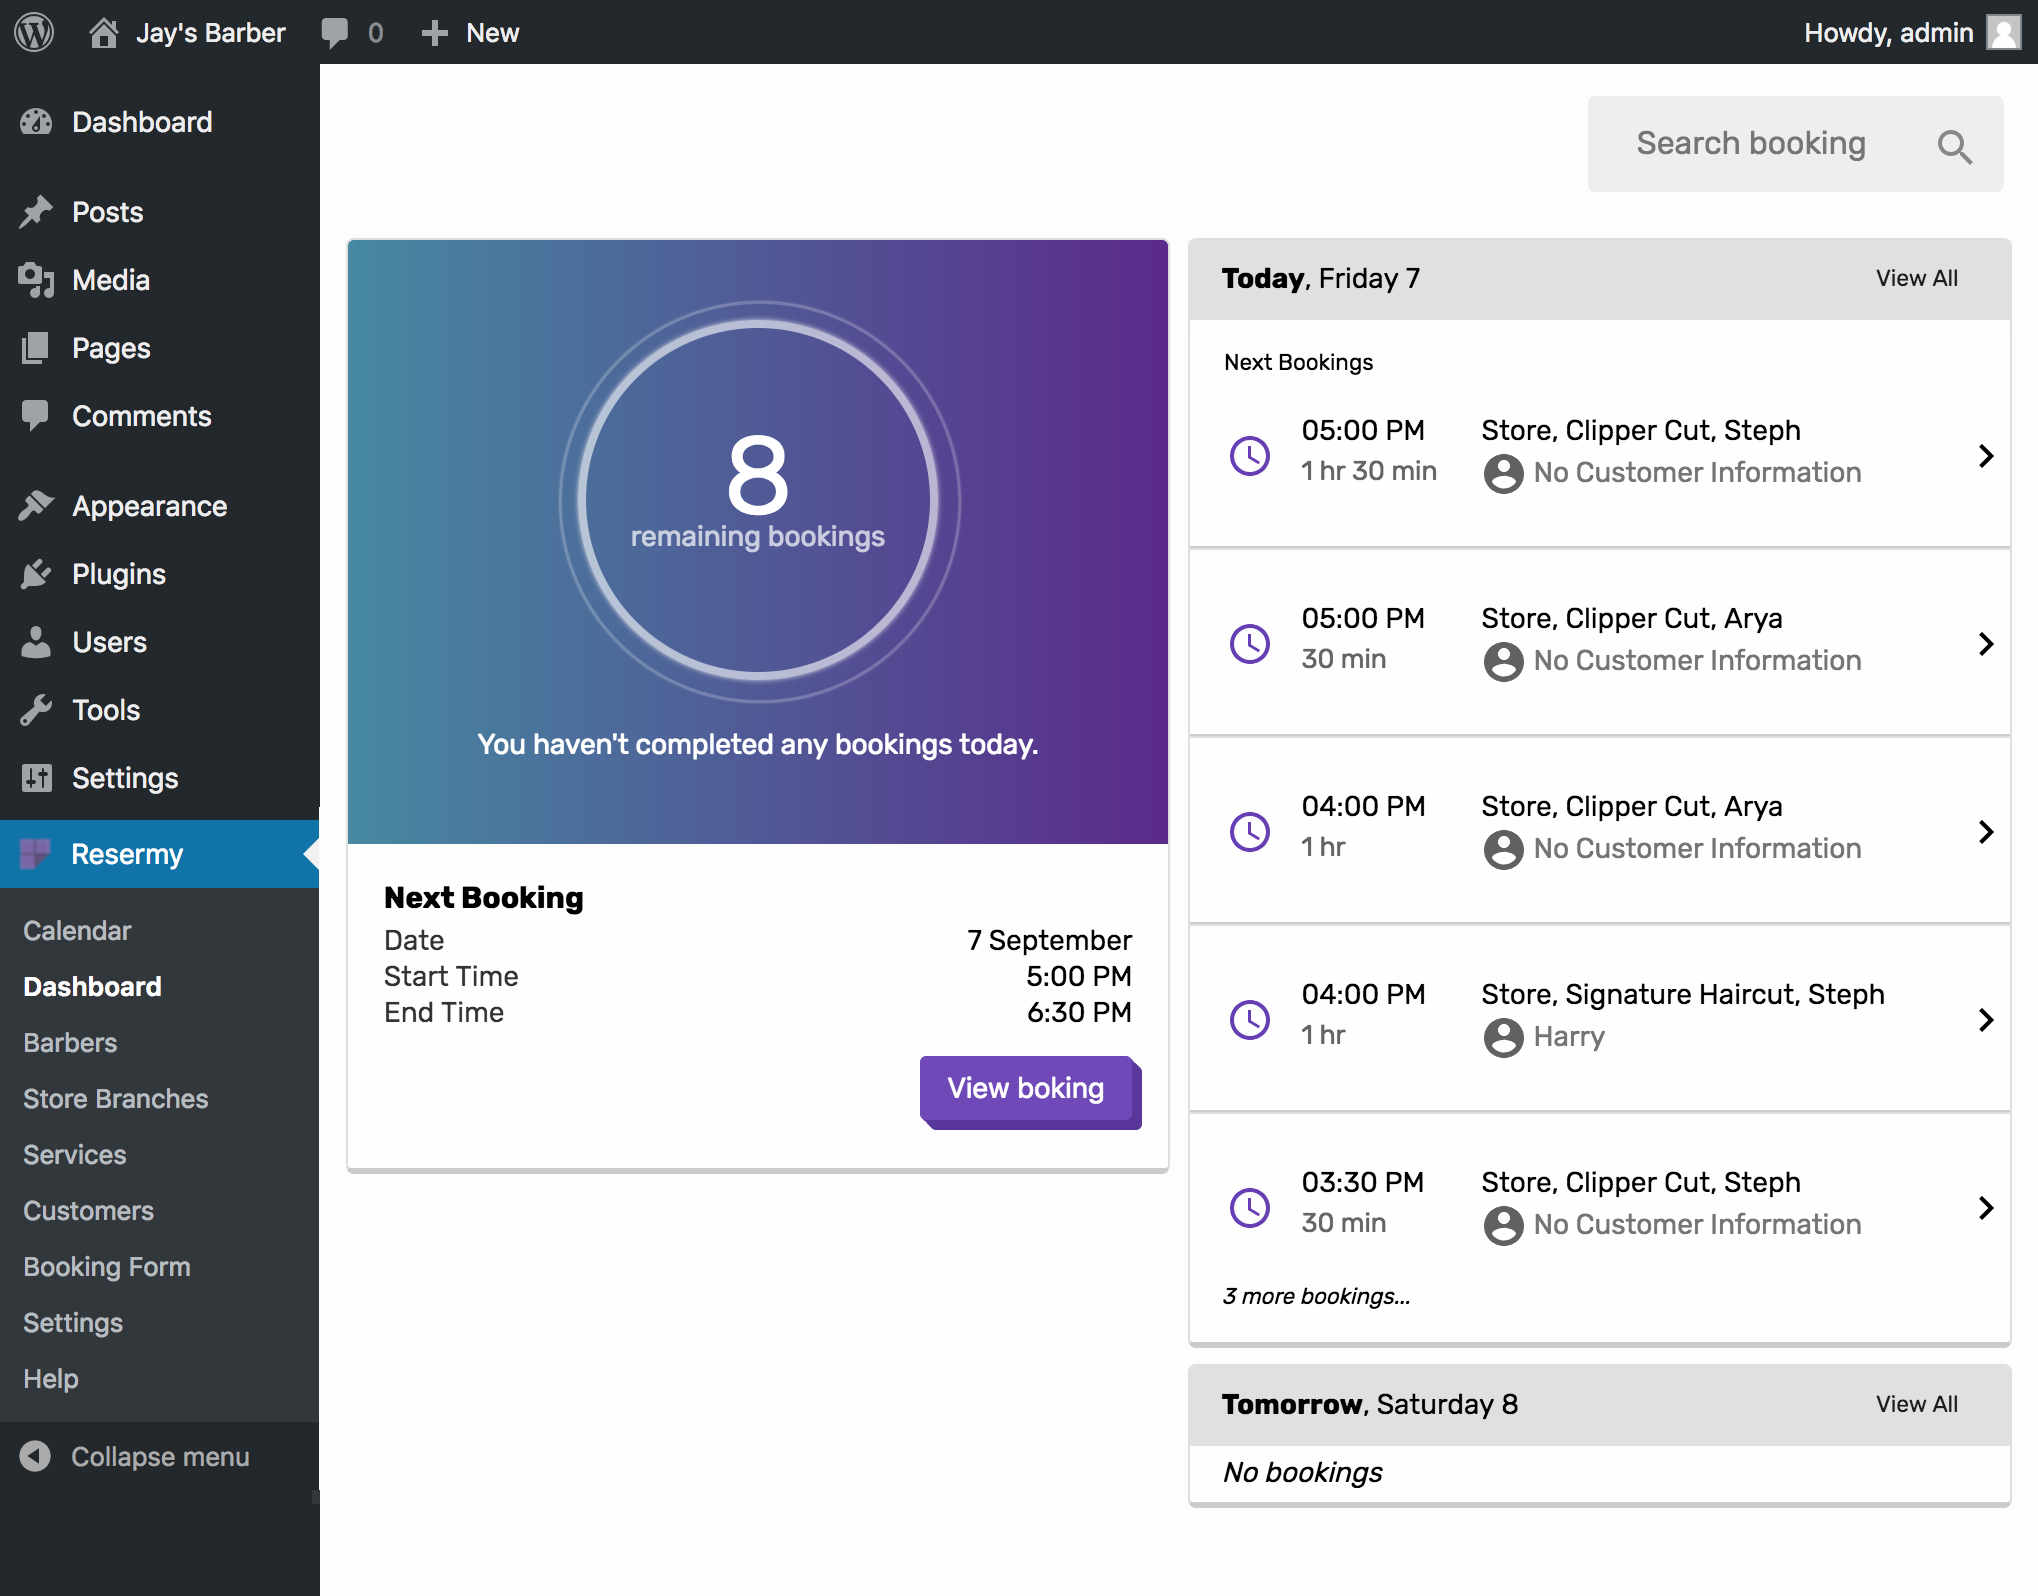 Jay's Barber 0 New Howdy, admin
Dashboard
Posts
Media
Pages
Comments
Appearance
Plugins
Users
Tools
Settings
Resermy
Calendar
Dashboard
Barbers
Store Branches
Services
Customers
Booking Form
Settings
Help
Collapse menu
Search booking
8
remaining bookings
You haven't completed any bookings today.
Next Booking
Date 7 September
Start Time 5:00 PM
End Time 6:30 PM
View boking
Today, Friday 7 View All
Next Bookings
05:00 PM Store, Clipper Cut, Steph
1 hr 30 min No Customer Information
05:00 PM Store, Clipper Cut, Arya
30 min No Customer Information
04:00 PM Store, Clipper Cut, Arya
1 hr No Customer Information
04:00 PM Store, Signature Haircut, Steph
1 hr Harry
03:30 PM Store, Clipper Cut, Steph
30 min No Customer Information
3 more bookings...
Tomorrow, Saturday 8 View All
No bookings